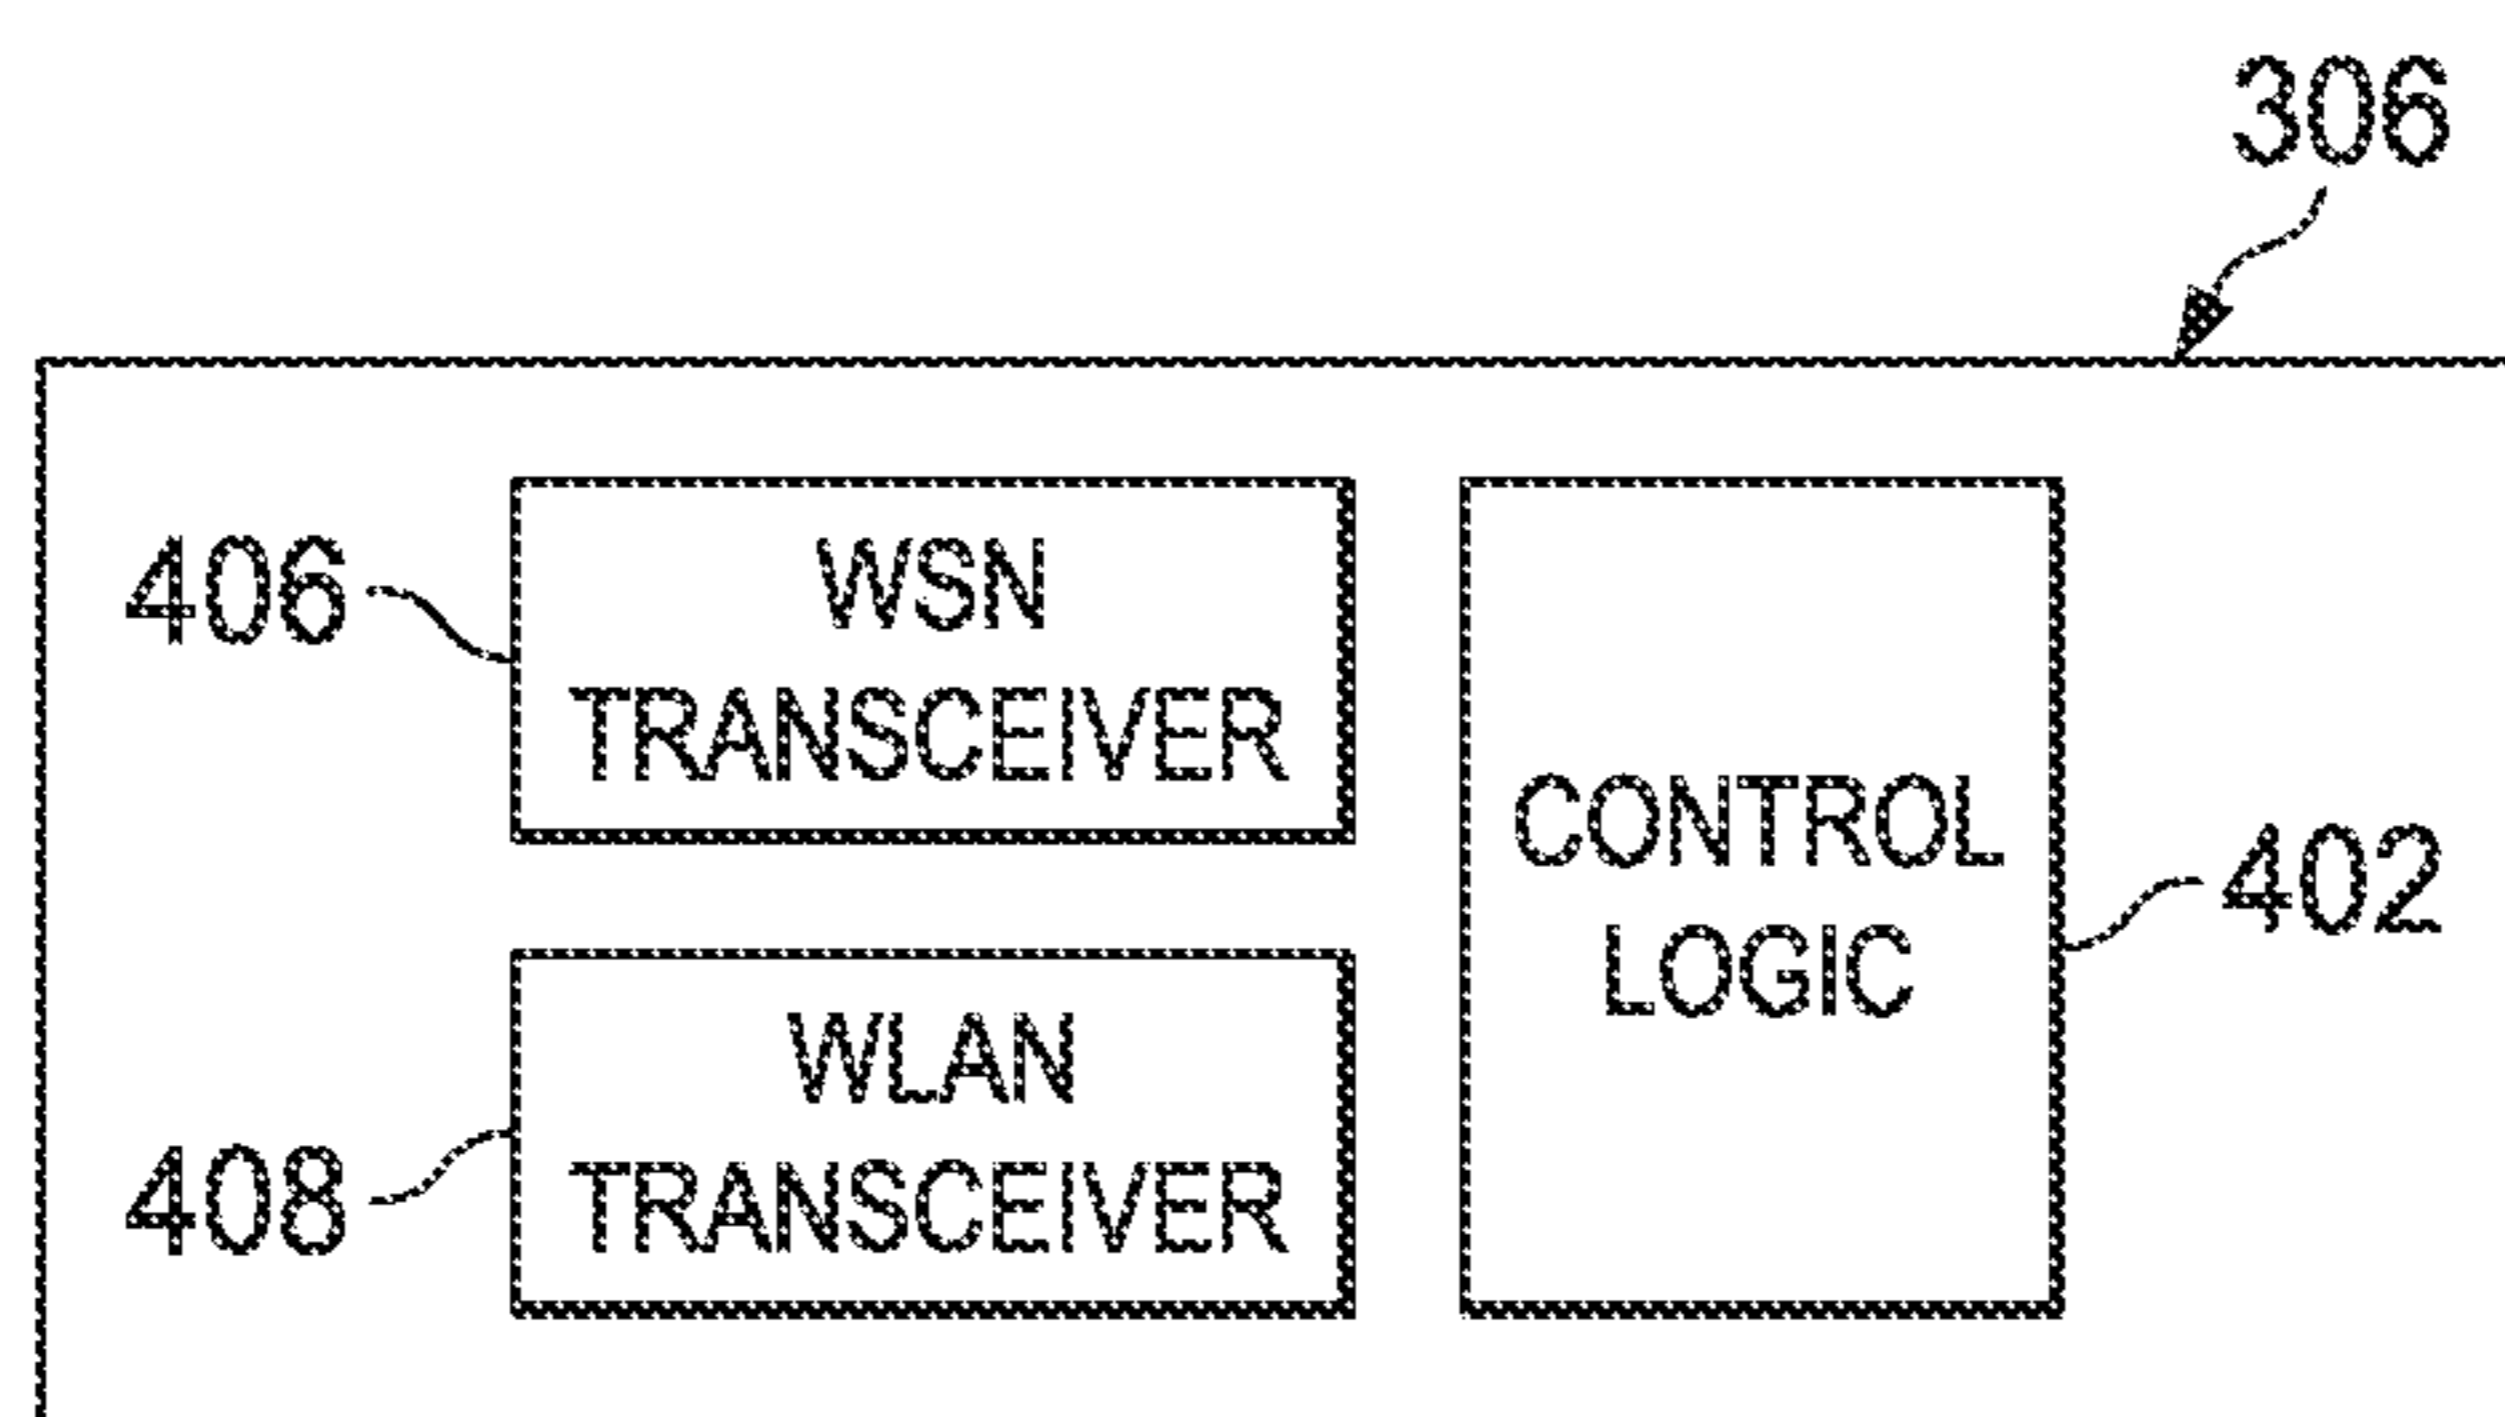 306
406
WSN
TRANSCEIVER
CONTROL
LOGIC
402
WLAN
TRANSCEIVER
408